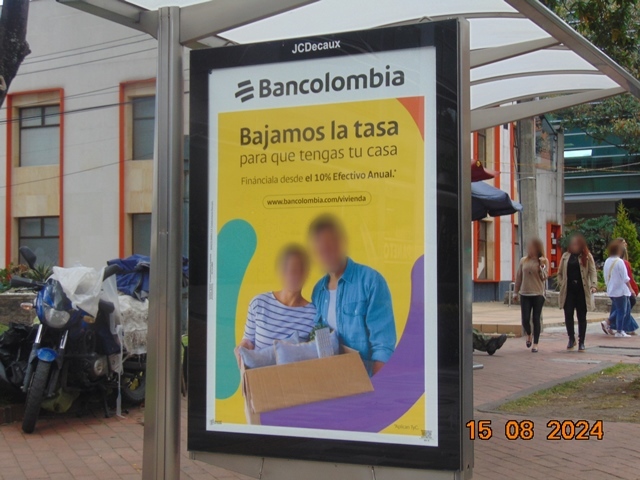 JCDecaux
Bancolombia
Bajamos la tasa
para que tengas tu casa
Fináncialа desde el 10% Efectivo Anual.*
www.bancolombia.com/vivienda
15 08 2024